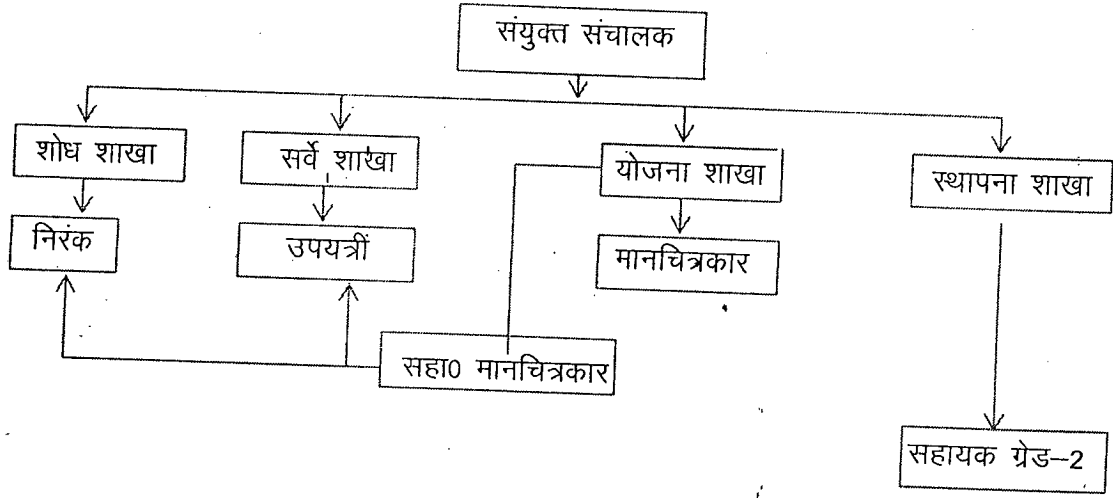 संयुक्त संचालक
शोध शाखा
सर्वे शाखा
योजना शाखा
स्थापना शाखा
निरंक
उपयत्रीं
मानचित्रकार
सहा0 मानचित्रकार
सहायक ग्रेड–2